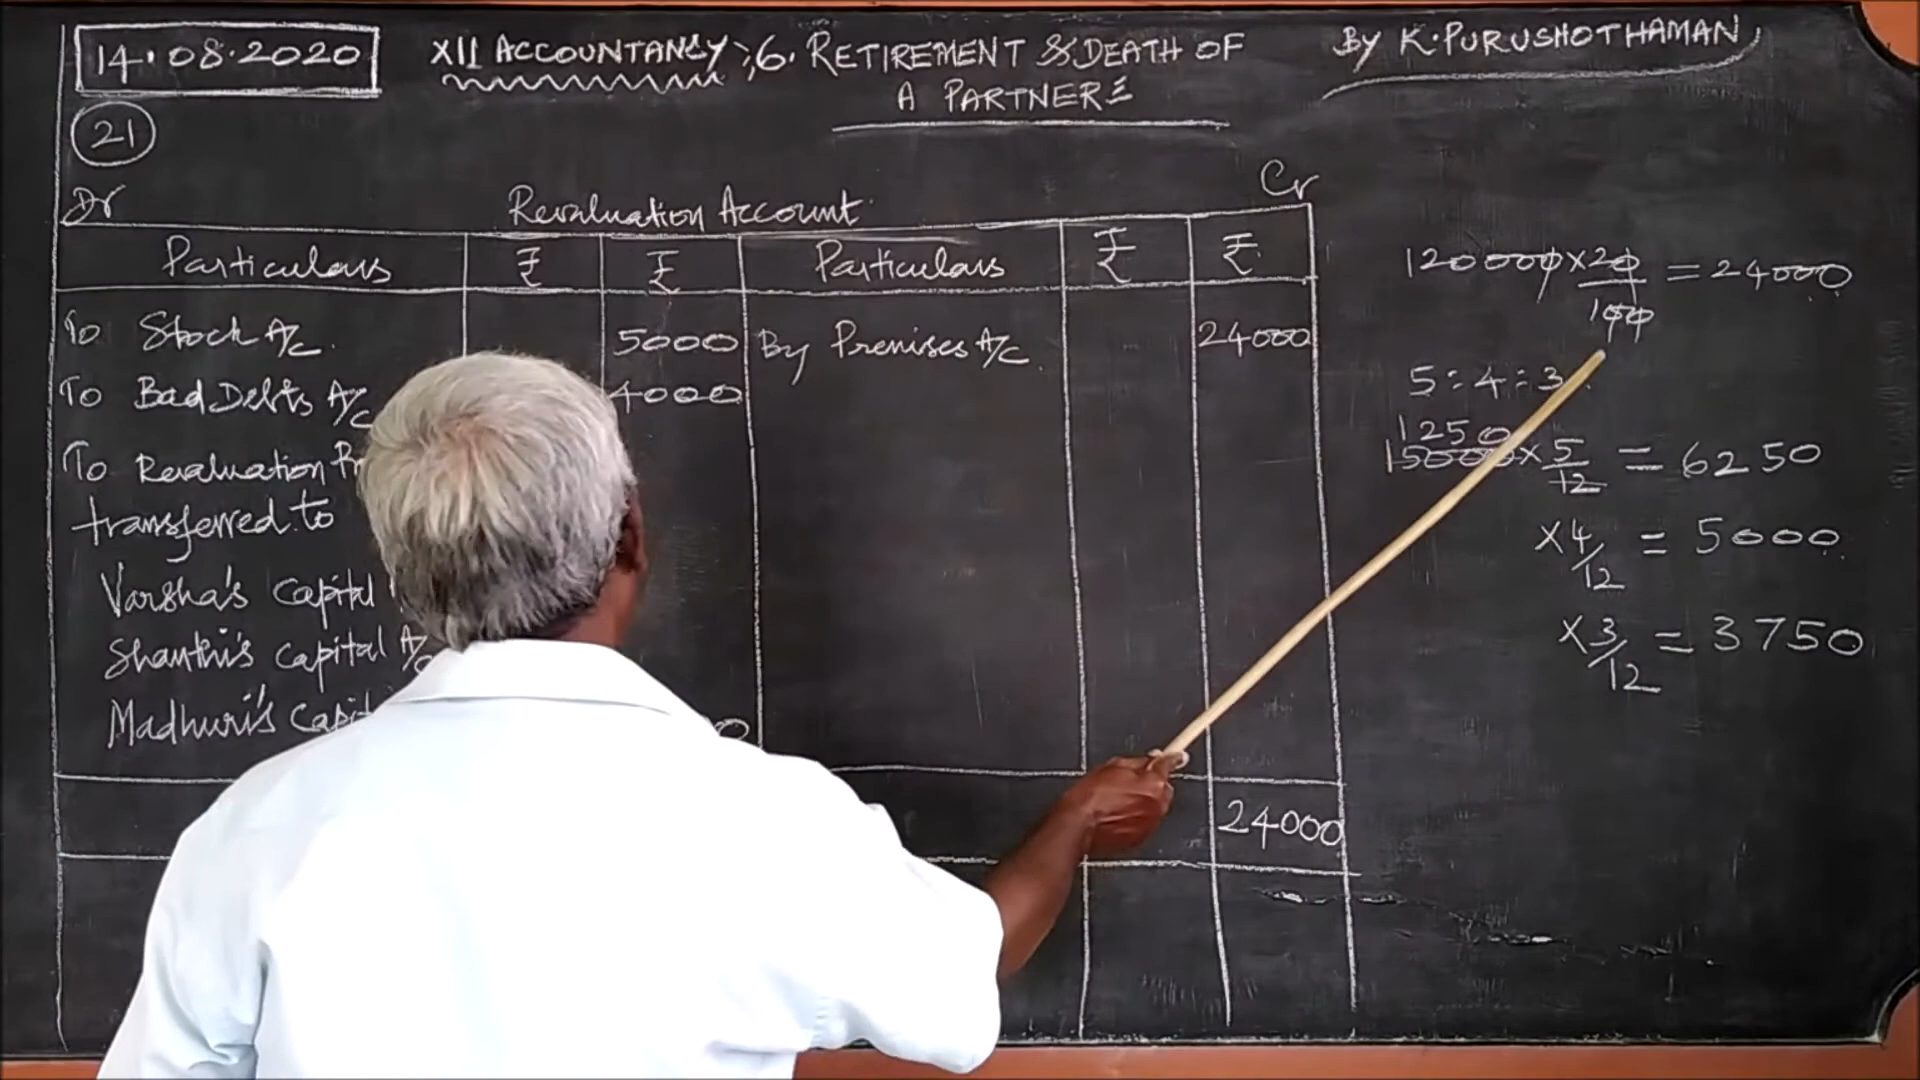 14.08.2020
XII ACCOUNTANCY ; 6. RETIREMENT & DEATH OF
A PARTNER
BY K. PURUSHOTHAMAN
21
Dr Revaluation Account Cr
Particulars ₹ ₹ Particulars ₹ ₹
To Stock A/c. 5000 By Premises A/c 24000
To Bad Debts A/c 4000
To Revaluation
transferred to
Varsha's Capital
Shanthi's Capital A/c
Madhuri's
24000
120000 × 20/100 = 24000
5 : 4 : 3
1250
15000 × 5/12 = 6250
× 4/12 = 5000
× 3/12 = 3750